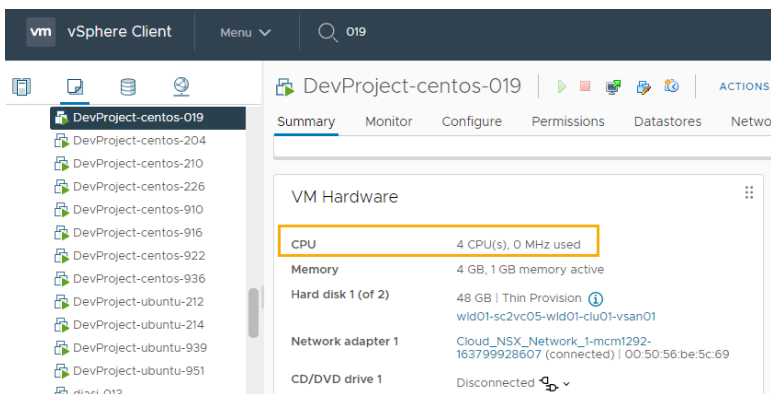 vm vSphere Client Menu 019
DevProject-centos-019
DevProject-centos-204
DevProject-centos-210
DevProject-centos-226
DevProject-centos-910
DevProject-centos-916
DevProject-centos-922
DevProject-centos-936
DevProject-ubuntu-212
DevProject-ubuntu-214
DevProject-ubuntu-939
DevProject-ubuntu-951
DevProject-centos-019 ACTIONS
Summary Monitor Configure Permissions Datastores Netwo
VM Hardware
CPU 4 CPU(s), 0 MHz used
Memory 4 GB, 1 GB memory active
Hard disk 1 (of 2) 48 GB | Thin Provision
wld01-sc2vc05-wld01-clu01-vsan01
Network adapter 1 Cloud_NSX_Network_1-mcm1292-
163799928607 (connected) | 00:50:56:be:5c:69
CD/DVD drive 1 Disconnected